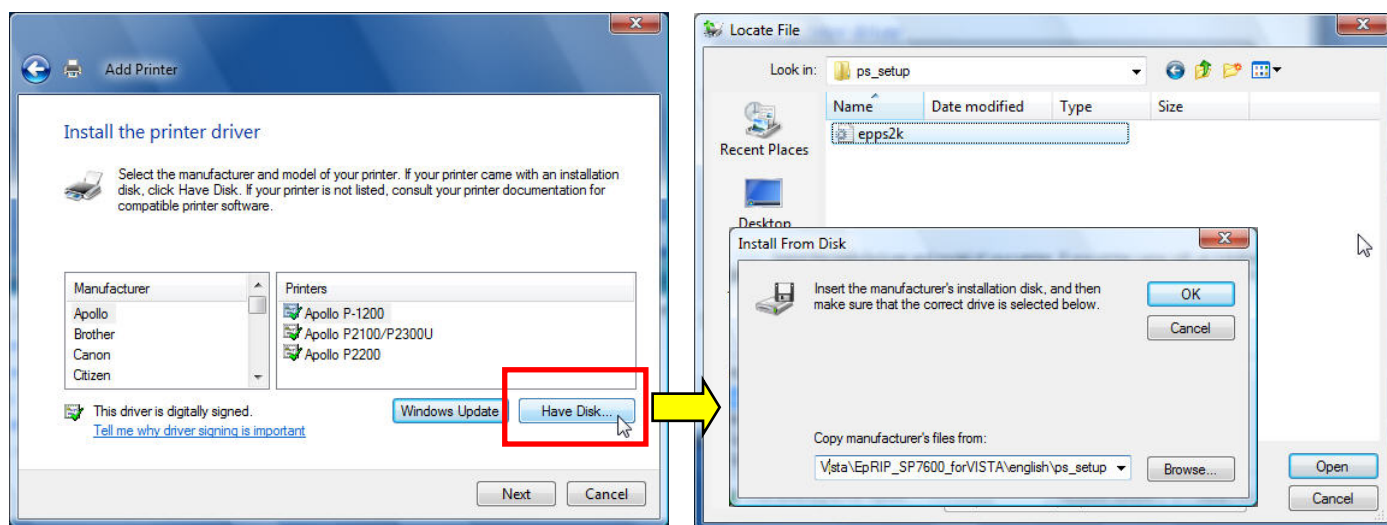 Add Printer
Install the printer driver
Select the manufacturer and model of your printer. If your printer came with an installation
disk, click Have Disk. If your printer is not listed, consult your printer documentation for
compatible printer software.
Manufacturer
Apollo
Brother
Canon
Citizen
Printers
Apollo P-1200
Apollo P2100/P2300U
Apollo P2200
This driver is digitally signed.
Tell me why driver signing is important
Windows Update
Have Disk...
Next
Cancel
Locate File
Look in:
ps_setup
Name
Date modified
Type
Size
epps2k
Recent Places
Desktop
Install From Disk
Insert the manufacturer's installation disk, and then
make sure that the correct drive is selected below.
OK
Cancel
Copy manufacturer's files from:
Vista\EpRIP_SP7600_forVISTA\english\ps_setup
Browse...
Open
Cancel